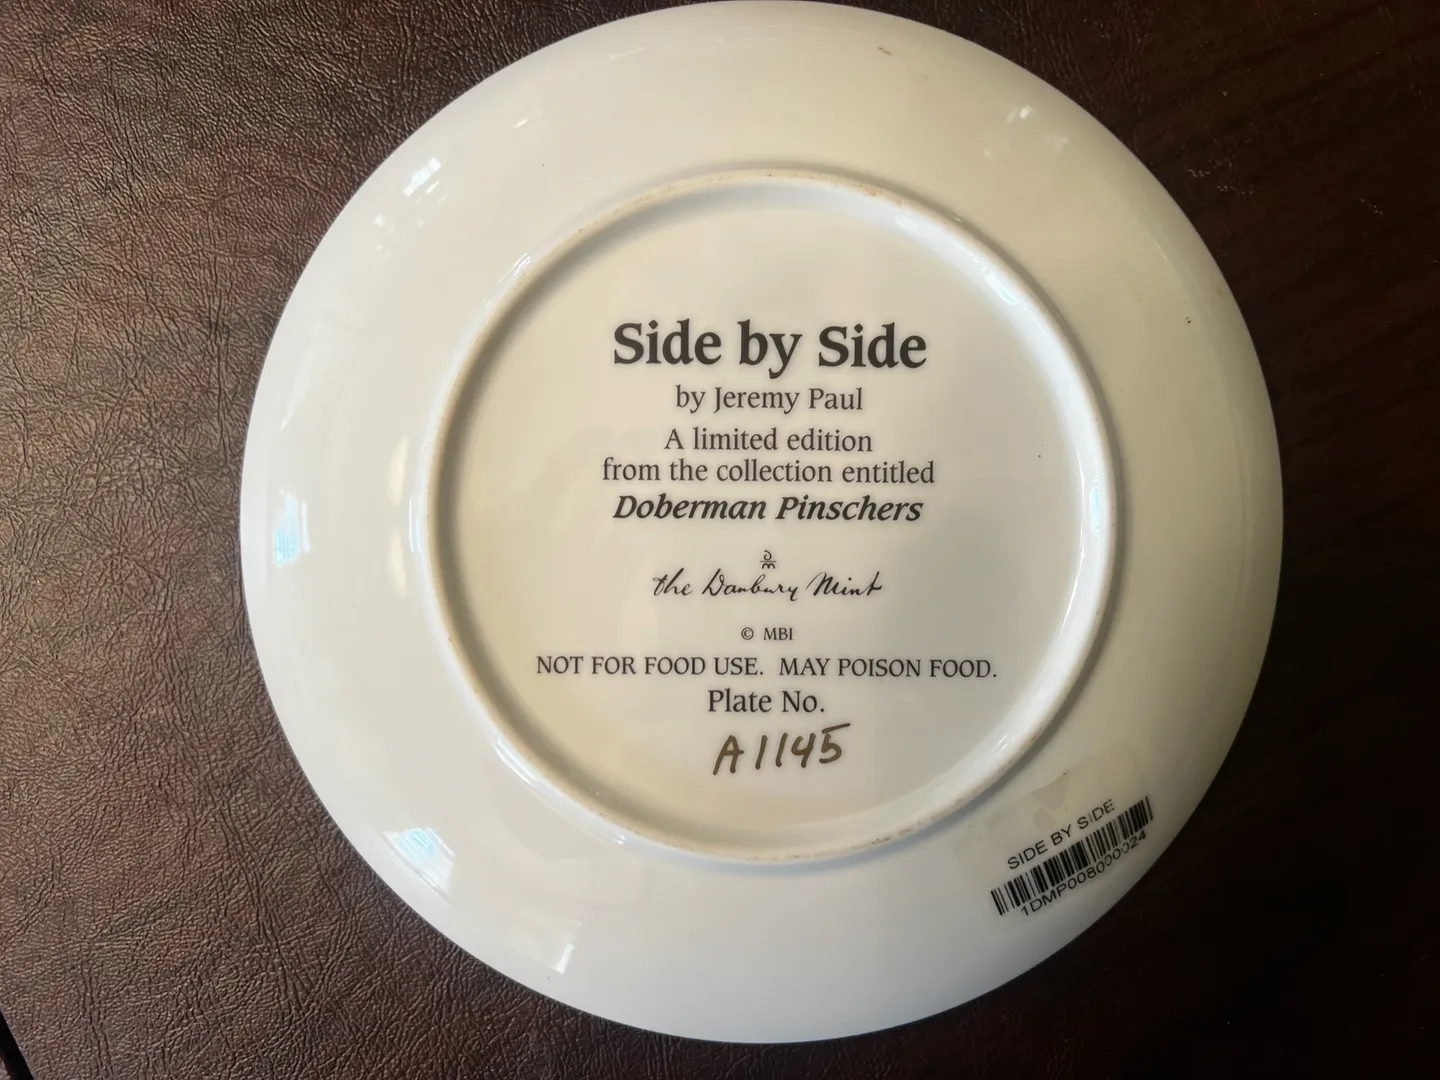 Side by Side
by Jeremy Paul
A limited edition
from the collection entitled
Doberman Pinschers
the Danbury Mint
© MBI
NOT FOR FOOD USE. MAY POISON FOOD.
Plate No.
A1145
SIDE BY SIDE
1DMP008000024